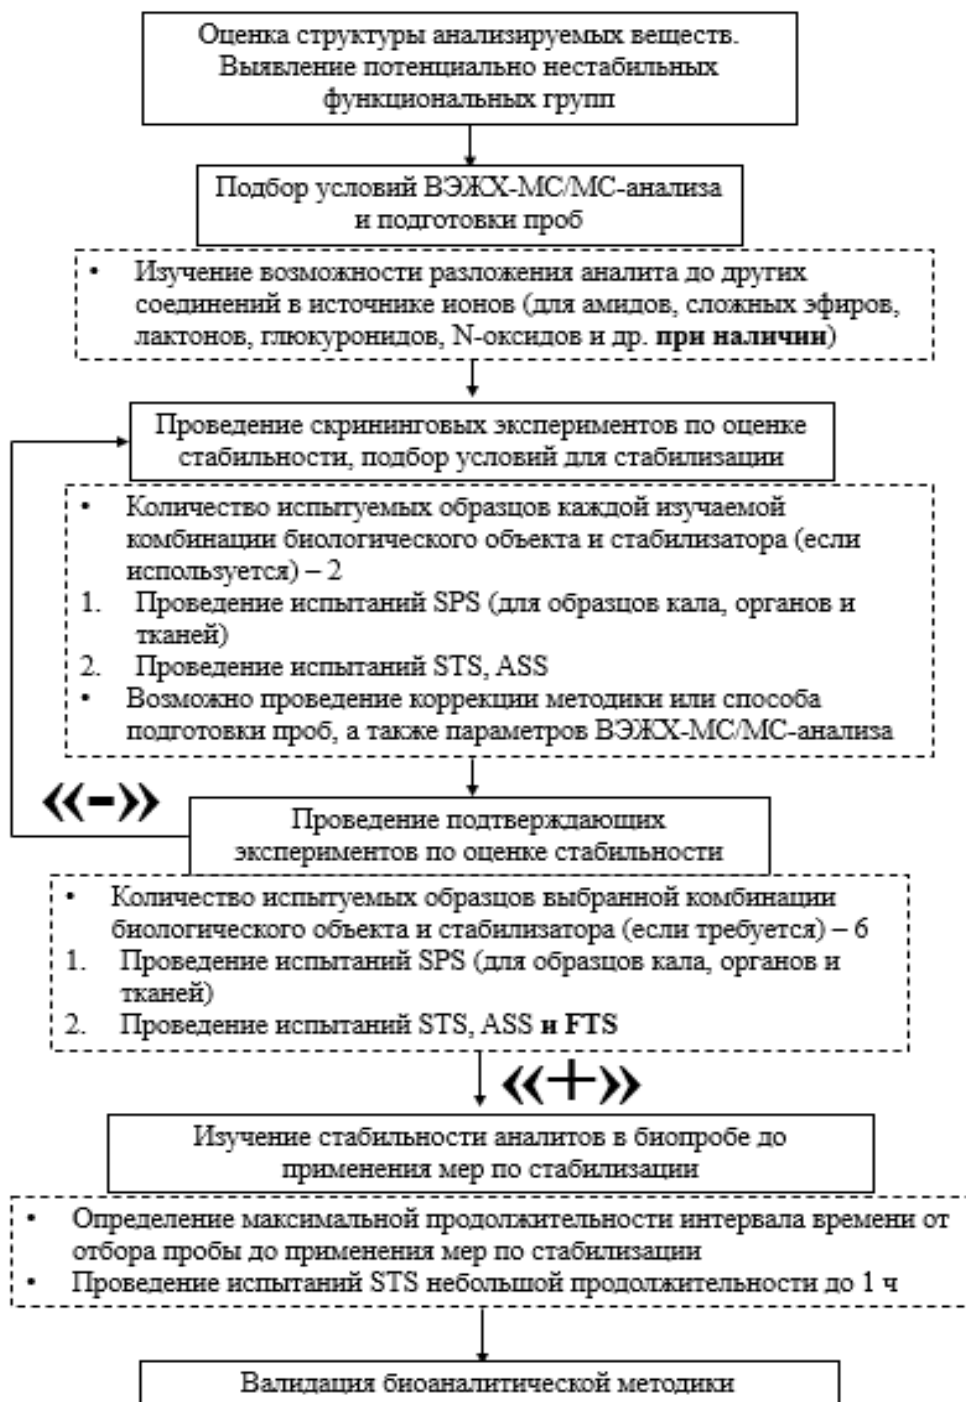 Оценка структуры анализируемых веществ.
Выявление потенциально нестабильных
функциональных групп
Подбор условий ВЭЖХ-МС/МС-анализа
и подготовки проб
• Изучение возможности разложения аналита до других
соединений в источнике ионов (для амидов, сложных эфиров,
лактонов, глюкуронидов, N-оксидов и др. при наличии)
Проведение скрининговых экспериментов по оценке
стабильности, подбор условий для стабилизации
• Количество испытуемых образцов каждой изучаемой
комбинации биологического объекта и стабилизатора (если
используется) – 2
1. Проведение испытаний SPS (для образцов кала, органов и
тканей)
2. Проведение испытаний STS, ASS
• Возможно проведение коррекции методики или способа
подготовки проб, а также параметров ВЭЖХ-МС/МС-анализа
«-»
Проведение подтверждающих
экспериментов по оценке стабильности
• Количество испытуемых образцов выбранной комбинации
биологического объекта и стабилизатора (если требуется) – 6
1. Проведение испытаний SPS (для образцов кала, органов и
тканей)
2. Проведение испытаний STS, ASS и FTS
«+»
Изучение стабильности аналитов в биопробе до
применения мер по стабилизации
• Определение максимальной продолжительности интервала времени от
отбора пробы до применения мер по стабилизации
• Проведение испытаний STS небольшой продолжительности до 1 ч
Валидация биоаналитической методики